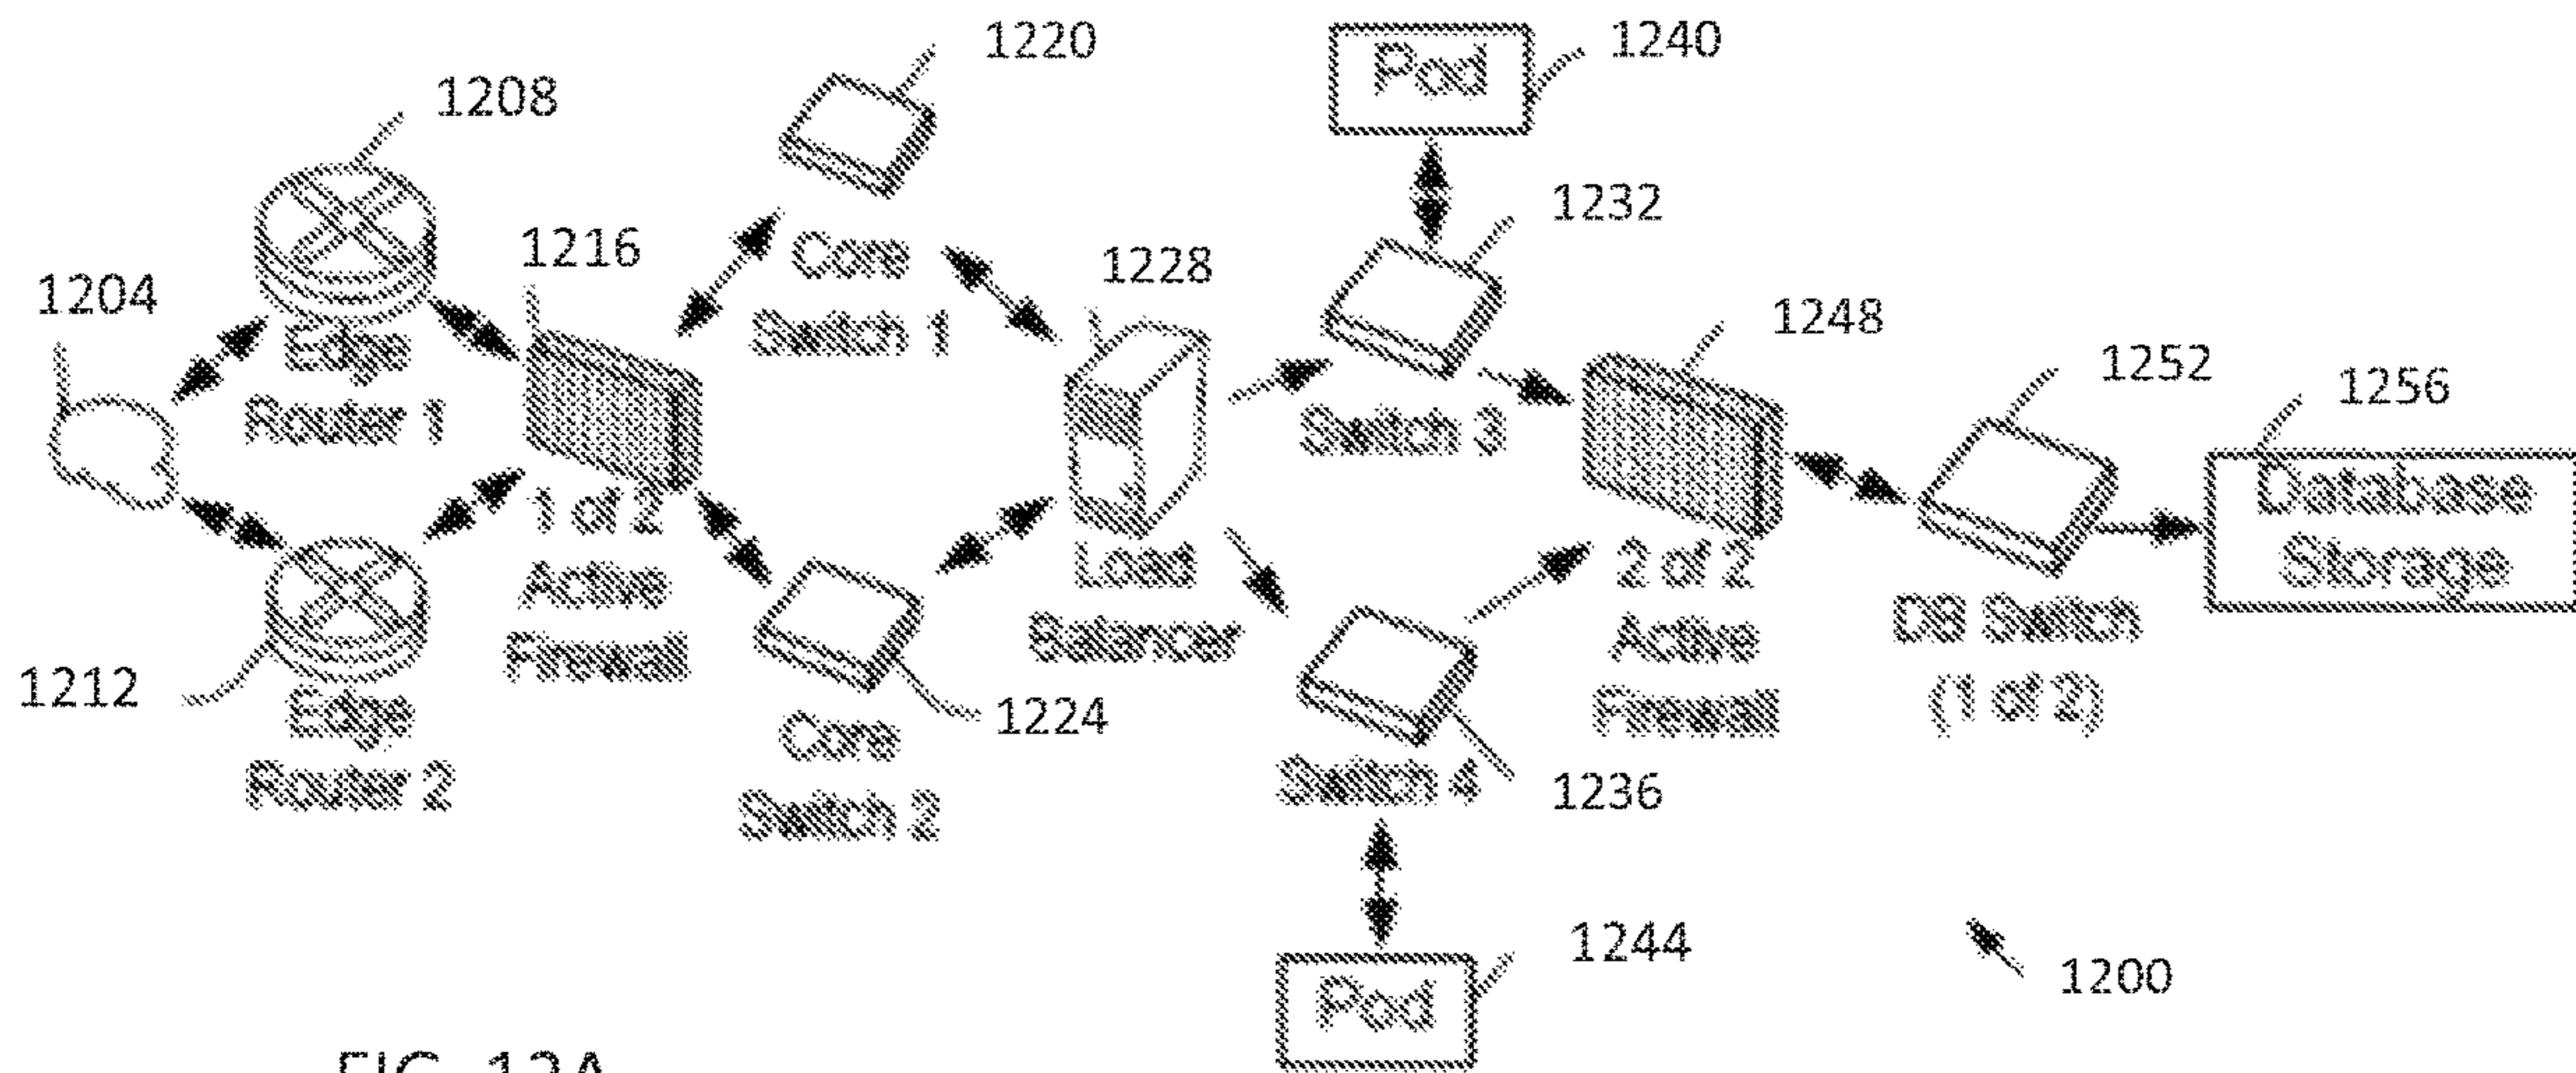 1220
1240
Pod
1208
1232
1216
Core
Switch 1
1228
1204
1248
Edge
Router 1
1252
1256
Switch 3
Database
Storage
1 of 2
Active
Firewall
Load
Balancer
2 of 2
Active
Firewall
DB Switch
(1 of 2)
1212
Edge
Router 2
1224
Core
Switch 2
Switch 4
1236
1244
Pod
1200
FIG. 12A